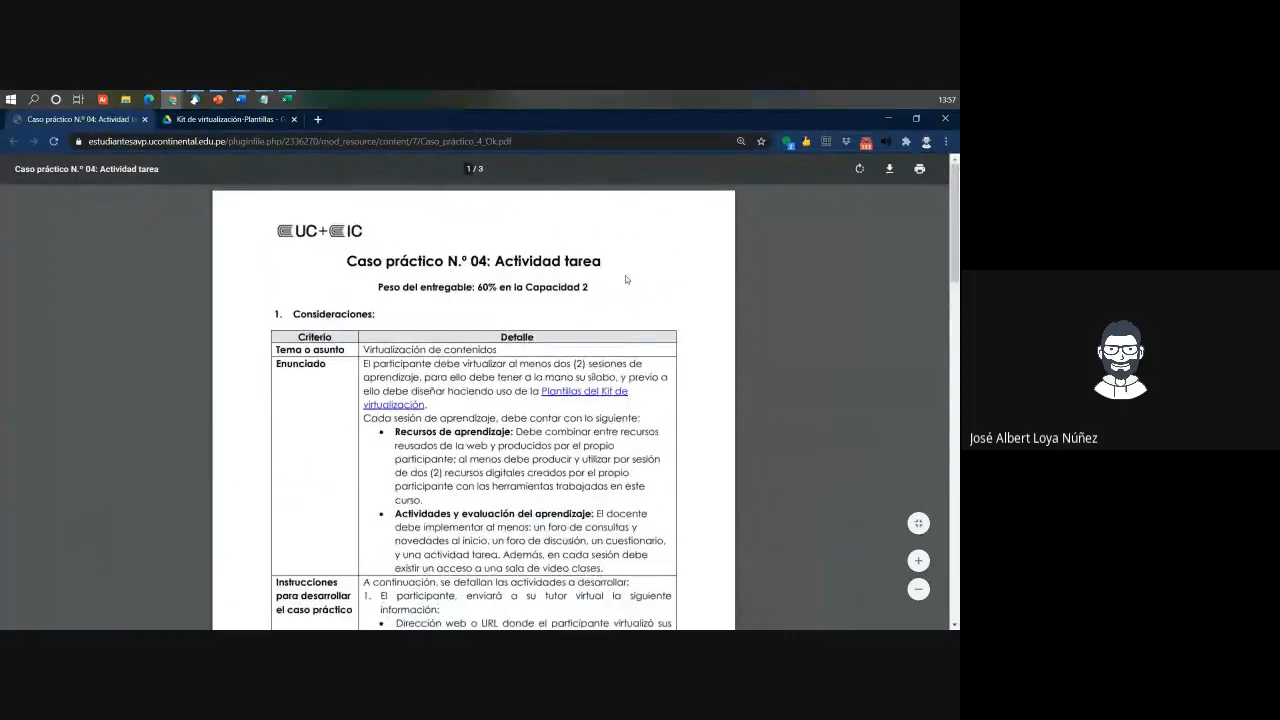 13:57
Caso práctico N.º 04: Actividad ta
Kit de virtualización-Plantillas - G
estudiantesavp.ucontinental.edu.pe/pluginfile.php/2336270/mod_resource/content/7/Caso_práctico_4_Ok.pdf
Caso práctico N.º 04: Actividad tarea
1 / 3
UC+ IC
Caso práctico N.º 04: Actividad tarea
Peso del entregable: 60% en la Capacidad 2
1. Consideraciones:
Criterio Detalle
Tema o asunto Virtualización de contenidos
Enunciado El participante debe virtualizar al menos dos (2) sesiones de
aprendizaje, para ello debe tener a la mano su sílabo, y previo a
ello debe diseñar haciendo uso de la Plantillas del Kit de
virtualización.
Cada sesión de aprendizaje, debe contar con lo siguiente:
• Recursos de aprendizaje: Debe combinar entre recursos
reusados de la web y producidos por el propio
participante; al menos debe producir y utilizar por sesión
de dos (2) recursos digitales creados por el propio
participante con las herramientas trabajadas en este
curso.
• Actividades y evaluación del aprendizaje: El docente
debe implementar al menos: un foro de consultas y
novedades al inicio, un foro de discusión, un cuestionario,
y una actividad tarea. Además, en cada sesión debe
existir un acceso a una sala de video clases.
Instrucciones para desarrollar el caso práctico
A continuación, se detallan las actividades a desarrollar:
1. El participante, enviará a su tutor virtual la siguiente
información:
• Dirección web o URL donde el participante virtualizó sus
José Albert Loya Núñez